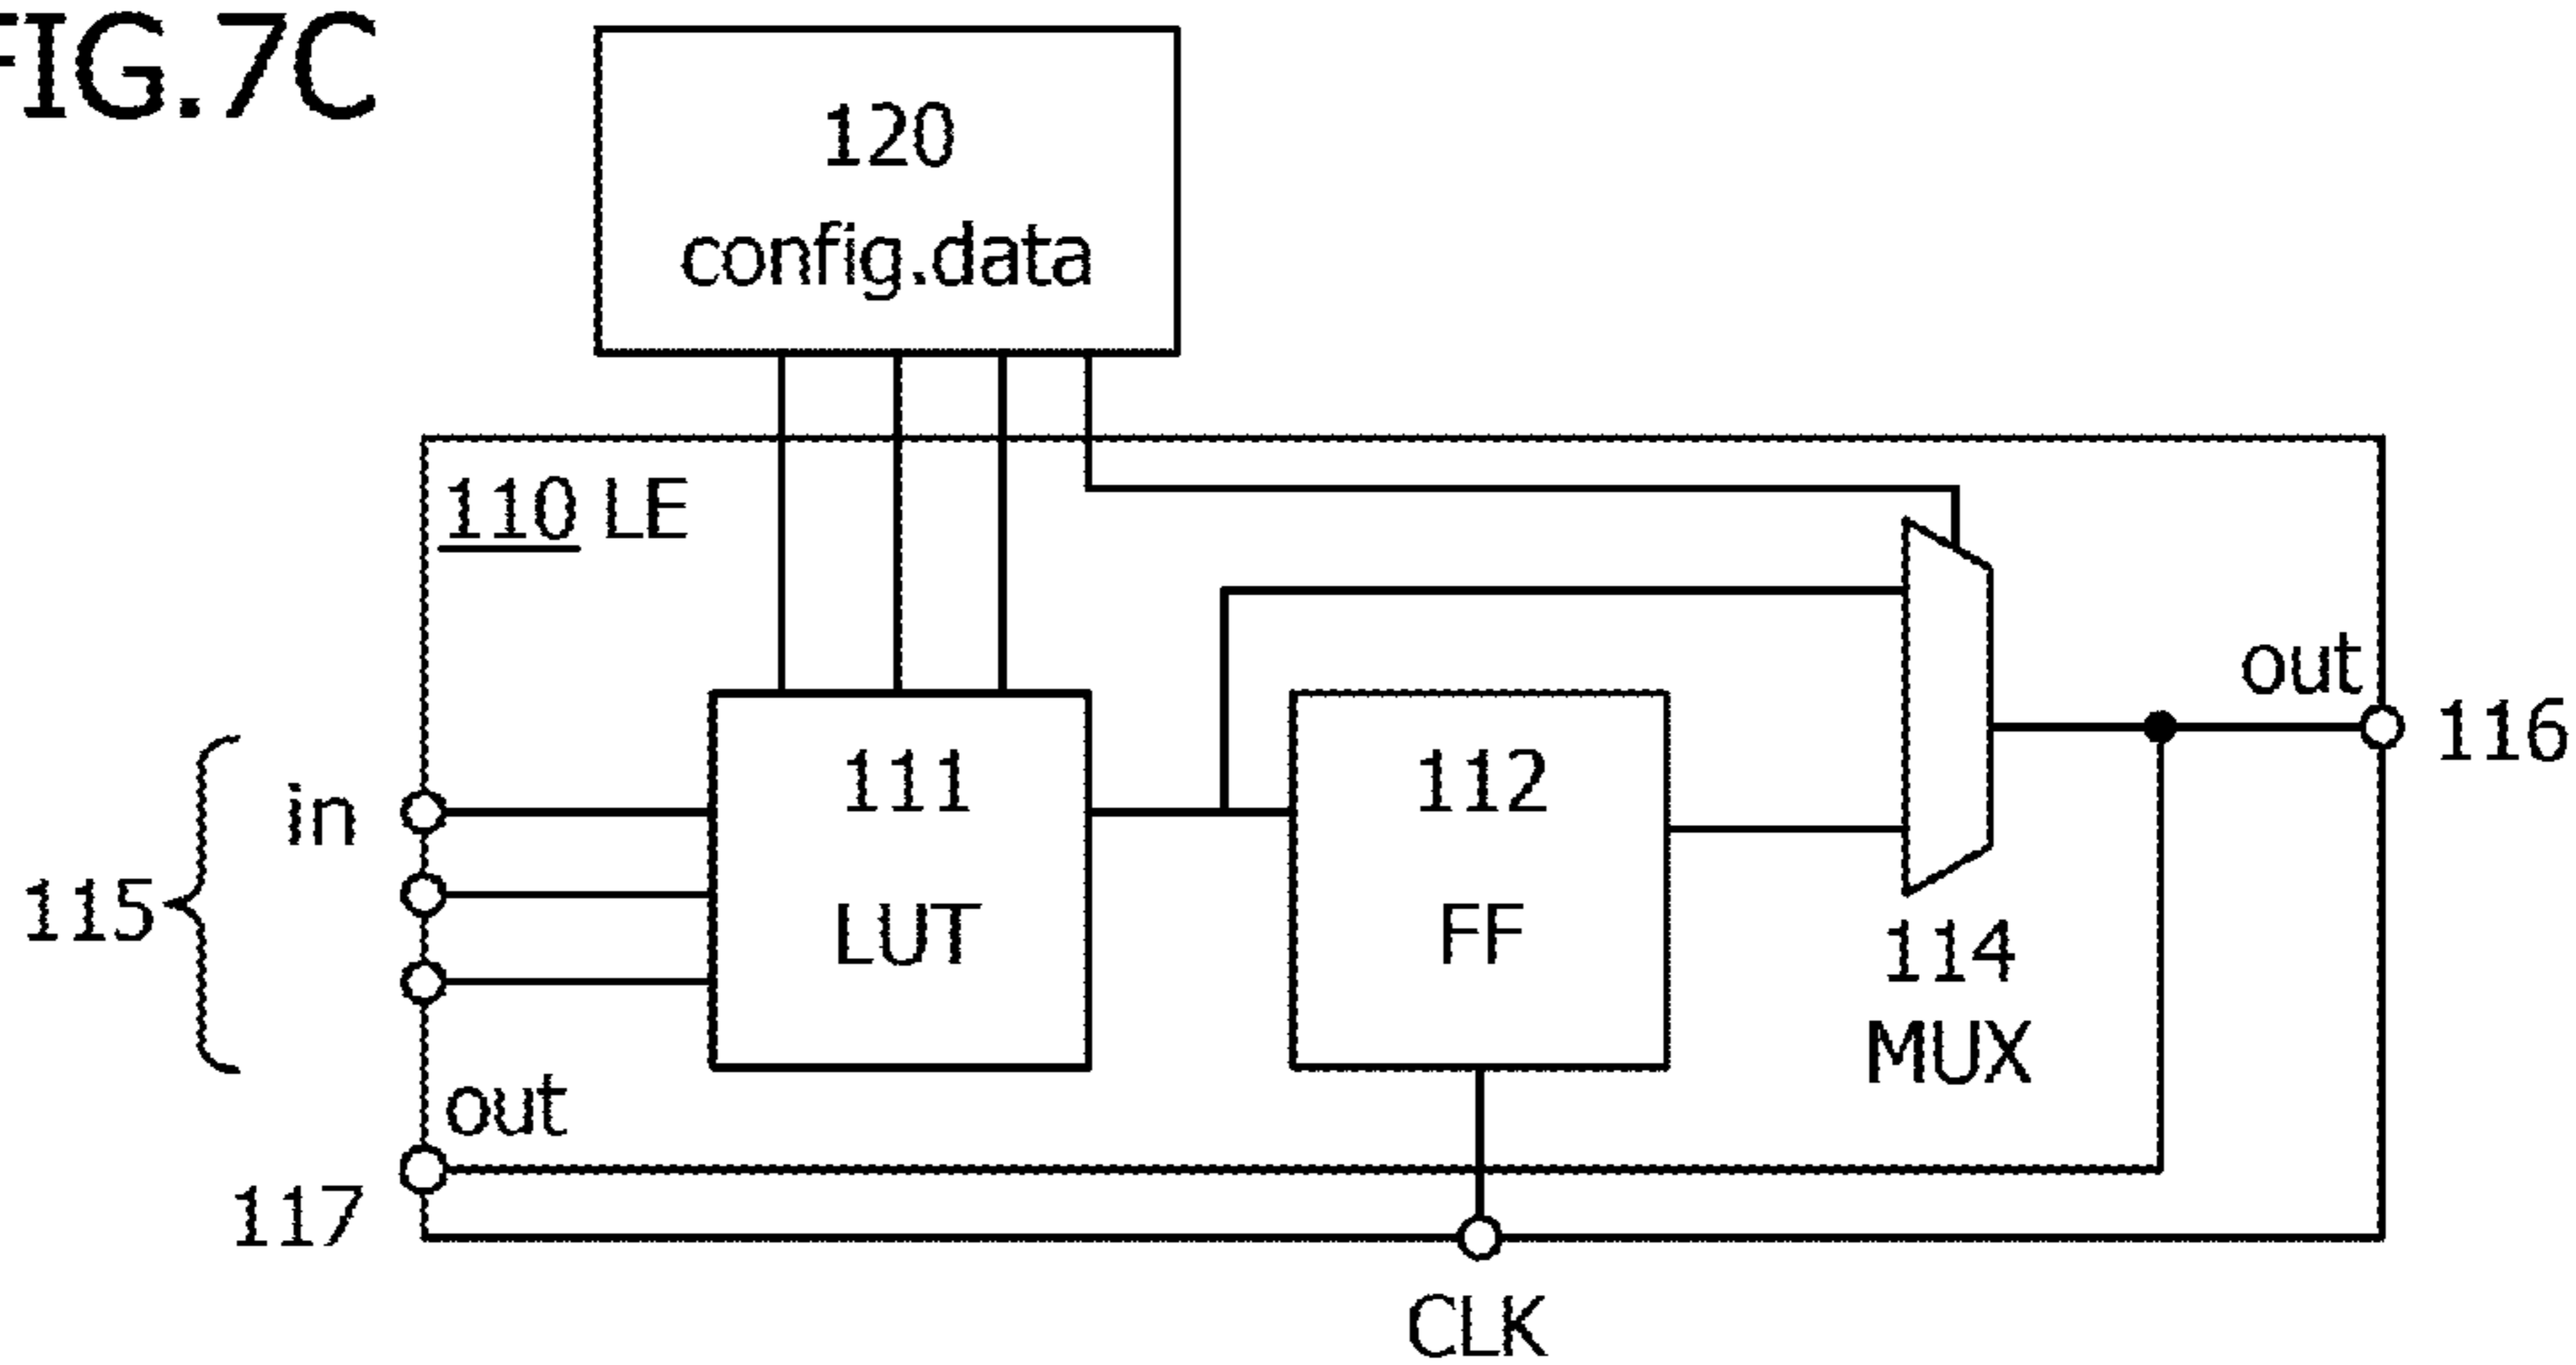 FIG.7C
120
config.data
110 LE
out
116
111
LUT
112
FF
in
115
114
MUX
out
117
CLK